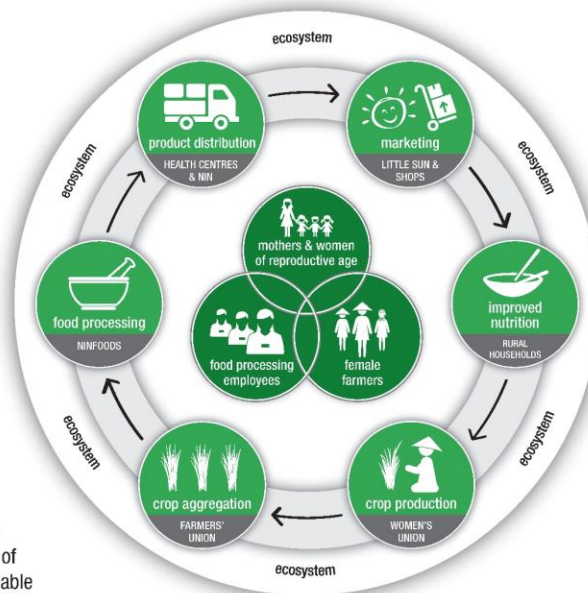 ecosystem
product distribution
HEALTH CENTRES
& NIN
marketing
LITTLE SUN &
SHOPS
ecosystem
ecosystem
mothers & women
of reproductive age
food processing
NINFOODS
improved
nutrition
RURAL
HOUSEHOLDS
food processing
employees
female
farmers
ecosystem
ecosystem
crop aggregation
FARMERS'
UNION
crop production
WOMEN'S
UNION
of
able
ecosystem